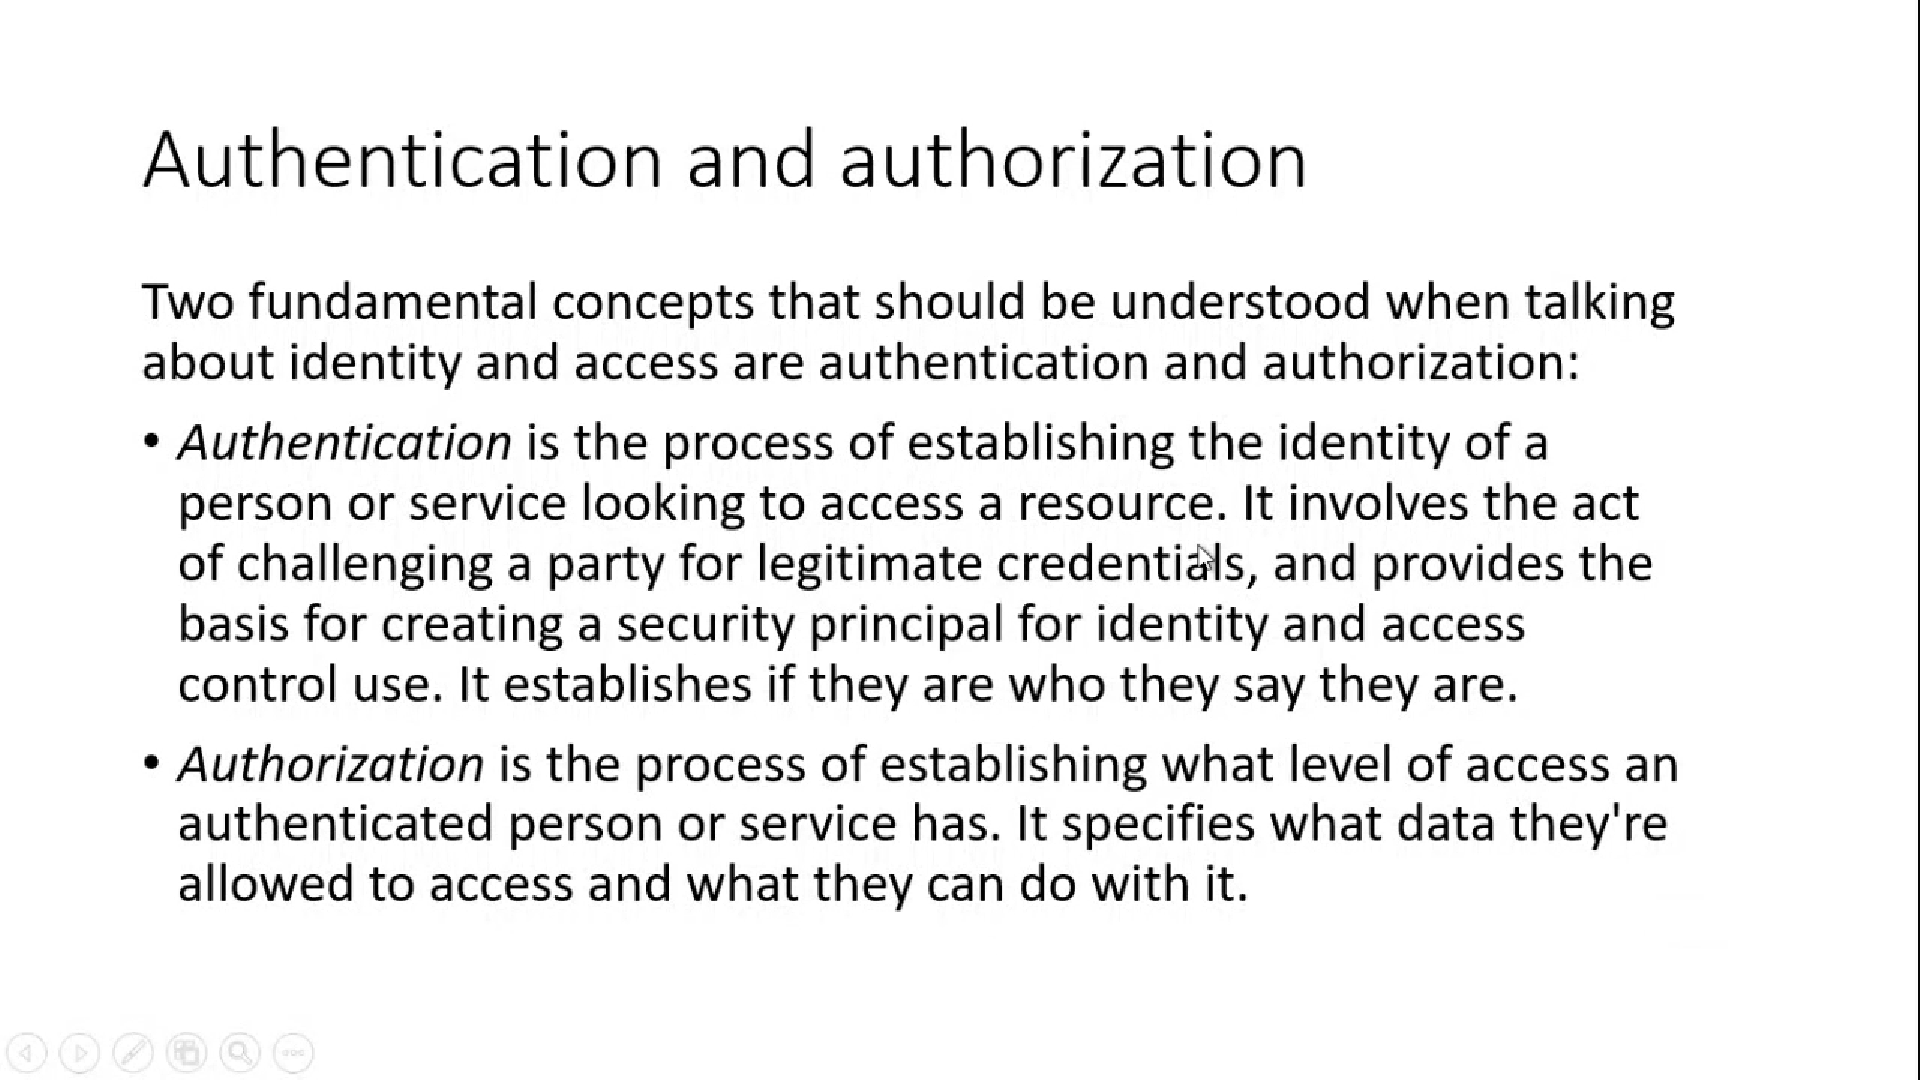 Authentication and authorization
Two fundamental concepts that should be understood when talking
about identity and access are authentication and authorization:
• Authentication is the process of establishing the identity of a
person or service looking to access a resource. It involves the act
of challenging a party for legitimate credentials, and provides the
basis for creating a security principal for identity and access
control use. It establishes if they are who they say they are.
• Authorization is the process of establishing what level of access an
authenticated person or service has. It specifies what data they're
allowed to access and what they can do with it.